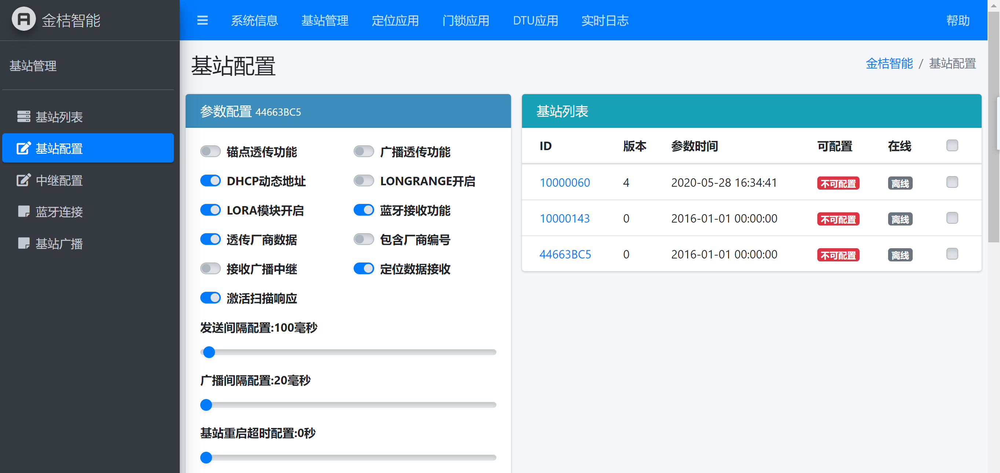 金桔智能
系统信息 基站管理 定位应用 门锁应用 DTU应用 实时日志 帮助
基站管理
基站列表
基站配置
中继配置
蓝牙连接
基站广播
基站配置
金桔智能 / 基站配置
参数配置 44663BC5
锚点透传功能 广播透传功能
DHCP动态地址 LONGRANGE开启
LORA模块开启 蓝牙接收功能
透传厂商数据 包含厂商编号
接收广播中继 定位数据接收
激活扫描响应
发送间隔配置:100毫秒
广播间隔配置:20毫秒
基站重启超时配置:0秒
基站列表
ID 版本 参数时间 可配置 在线
10000060 4 2020-05-28 16:34:41 不可配置 离线
10000143 0 2016-01-01 00:00:00 不可配置 离线
44663BC5 0 2016-01-01 00:00:00 不可配置 离线